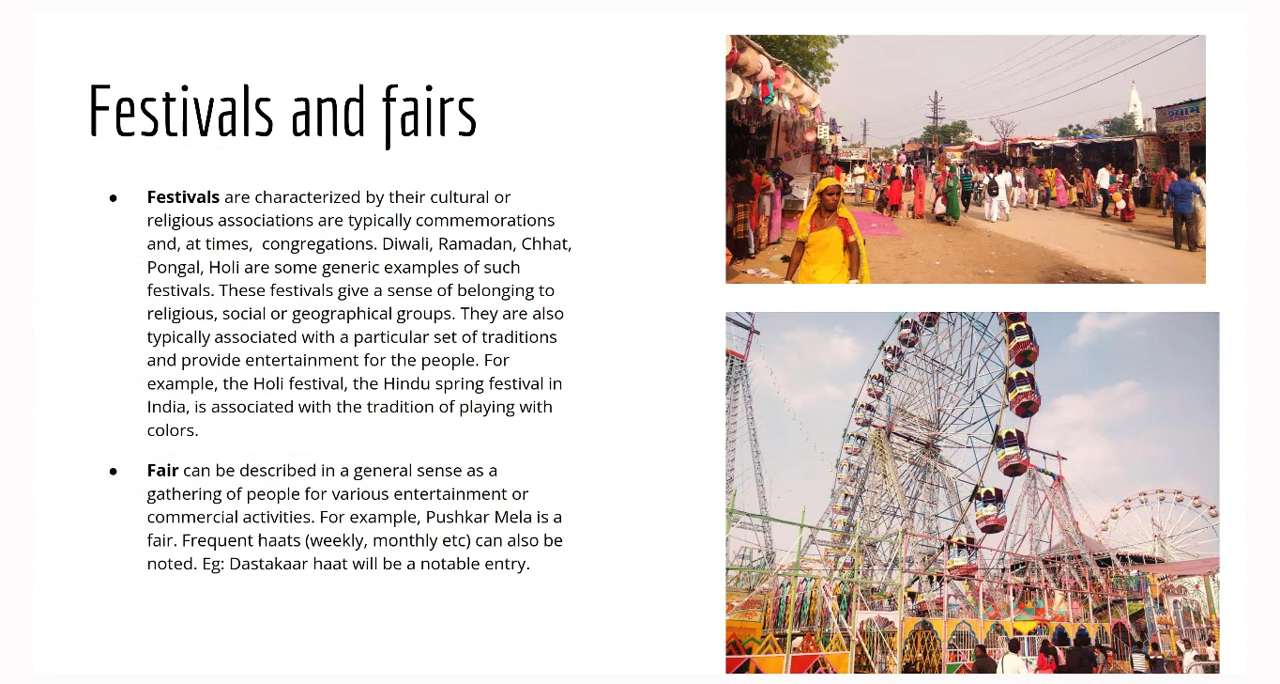 Festivals and fairs
● Festivals are characterized by their cultural or
religious associations are typically commemorations
and, at times,  congregations. Diwali, Ramadan, Chhat,
Pongal, Holi are some generic examples of such
festivals. These festivals give a sense of belonging to
religious, social or geographical groups. They are also
typically associated with a particular set of traditions
and provide entertainment for the people. For
example, the Holi festival, the Hindu spring festival in
India, is associated with the tradition of playing with
colors.
● Fair can be described in a general sense as a
gathering of people for various entertainment or
commercial activities. For example, Pushkar Mela is a
fair. Frequent haats (weekly, monthly etc) can also be
noted. Eg: Dastakaar haat will be a notable entry.